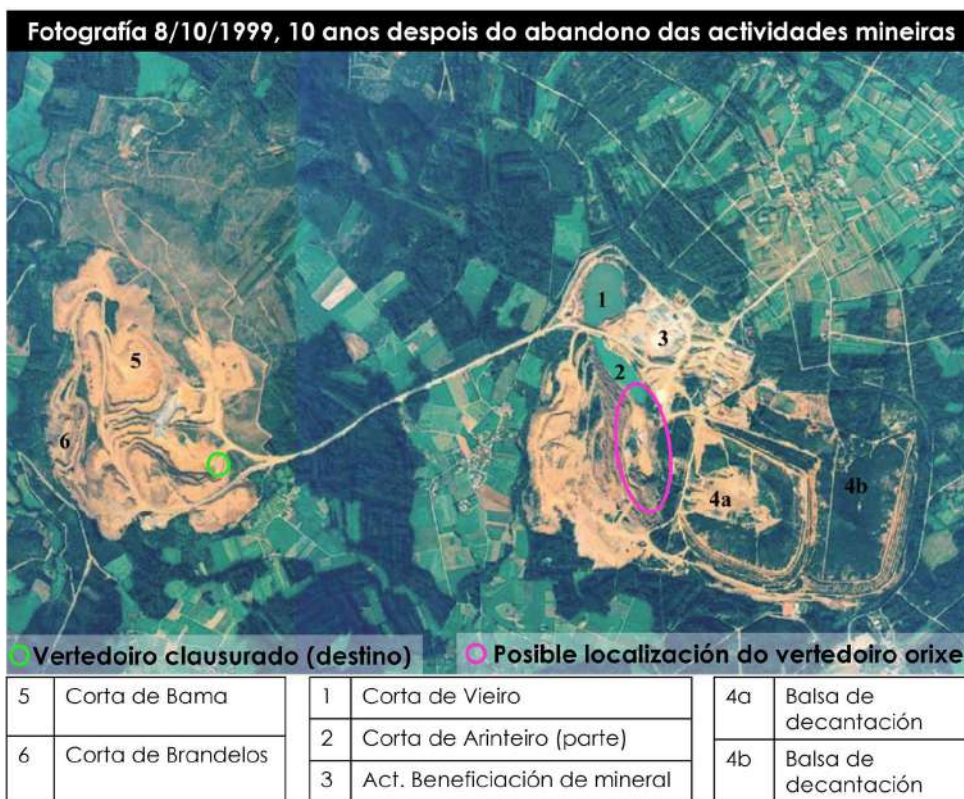 Fotografía 8/10/1999, 10 anos despois do abandono das actividades mineiras
1
5
3
2
6
4a
4b
Vertedoiro clausurado (destino)
Posible localización do vertedoiro orixe
5 Corta de Bama
6 Corta de Brandelos
1 Corta de Vieiro
2 Corta de Arinteiro (parte)
3 Act. Beneficiación de mineral
4a Balsa de
decantación
4b Balsa de
decantación